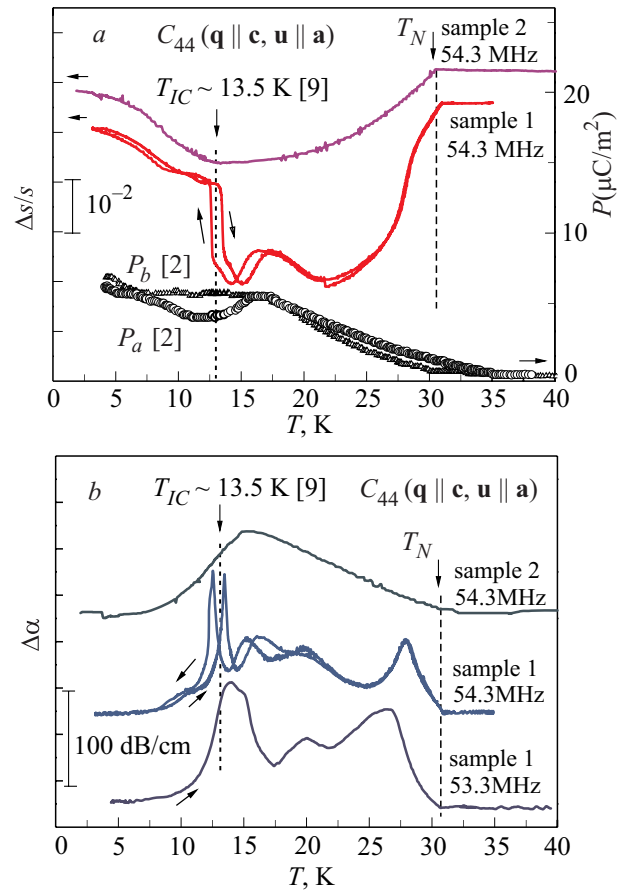 a
C44 (q || c, u || a)
TN
sample 2
54.3 MHz
TIC ~ 13.5 K [9]
sample 1
54.3 MHz
10−2
Pb [2]
Pa [2]
Δs/s
P(μC/m2)
20
10
0
0 5 10 15 20 25 30 35 40
T, K
b
TIC ~ 13.5 K [9]
C44 (q || c, u || a)
TN
sample 2
54.3MHz
sample 1
54.3MHz
100 dB/cm
sample 1
53.3MHz
Δα
0 5 10 15 20 25 30 35 40
T, K